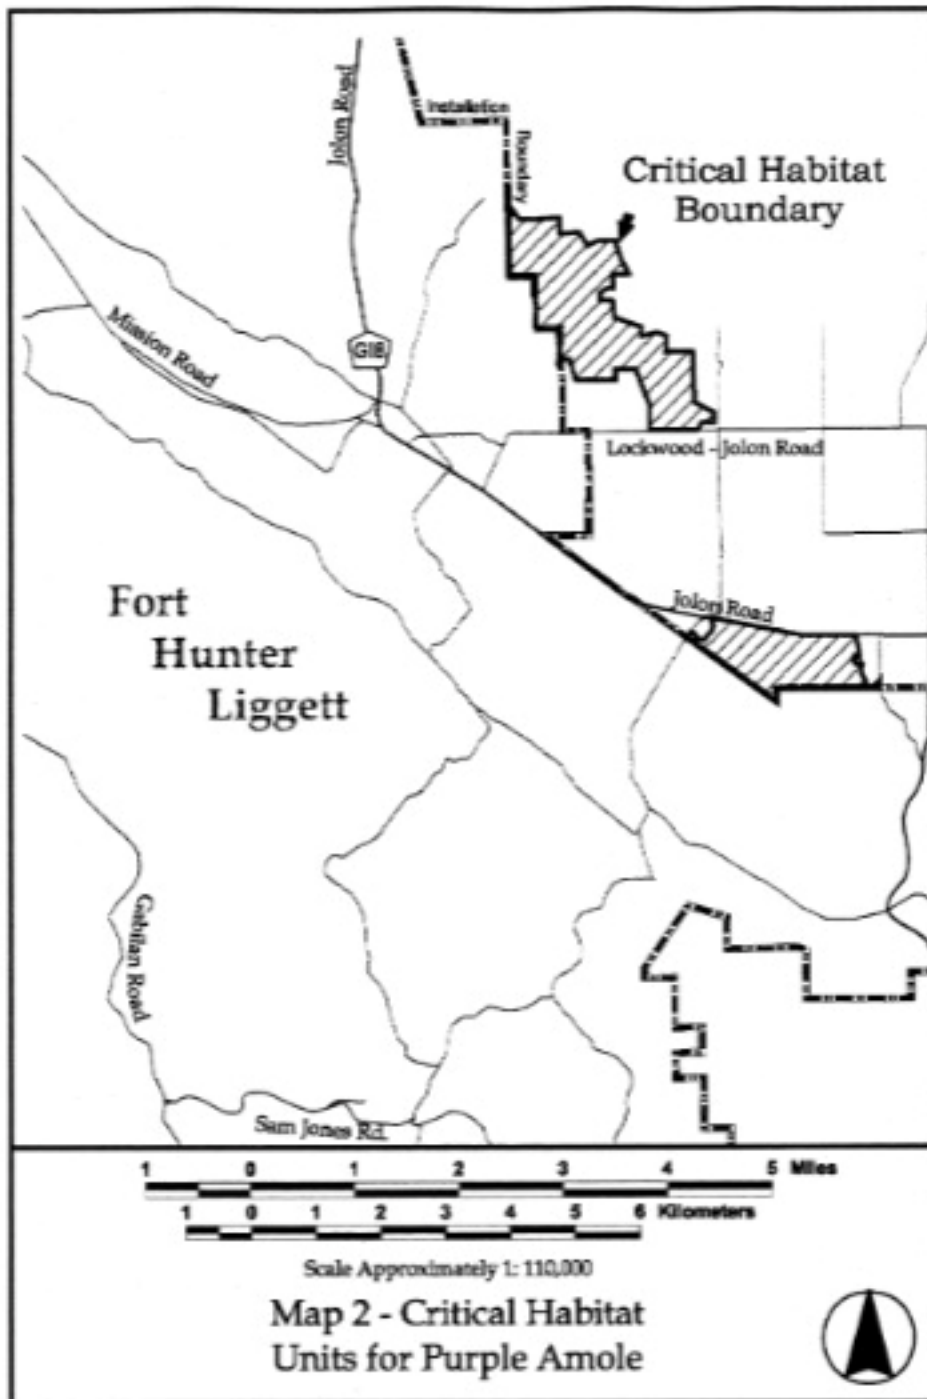 Jolon Road
Installation
Boundary
Critical Habitat
Boundary
Mission Road
G18
Lockwood - Jolon Road
Jolon Road
Fort
Hunter
Liggett
Gabilan Road
Sam Jones Rd.
1 0 1 2 3 4 5 Miles
1 0 1 2 3 4 5 6 Kilometers
Scale Approximately 1: 110,000
Map 2 - Critical Habitat
Units for Purple Amole